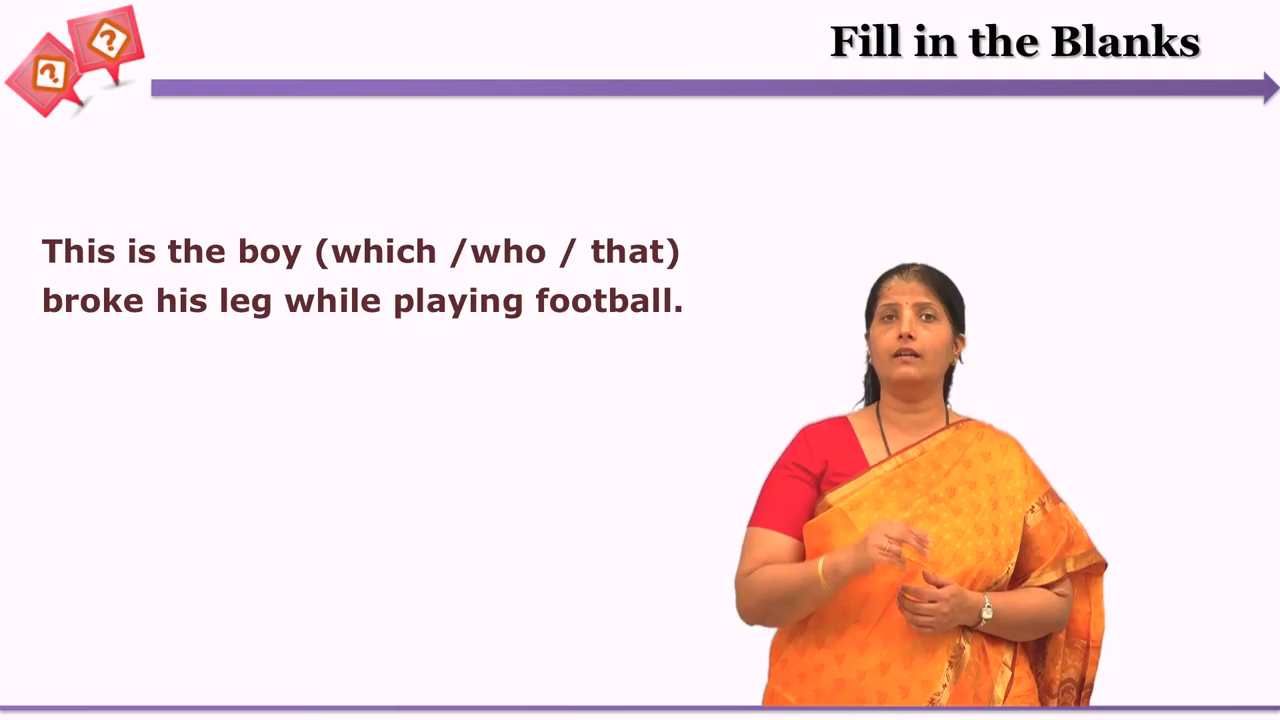 Fill in the Blanks
This is the boy (which /who / that)
broke his leg while playing football.